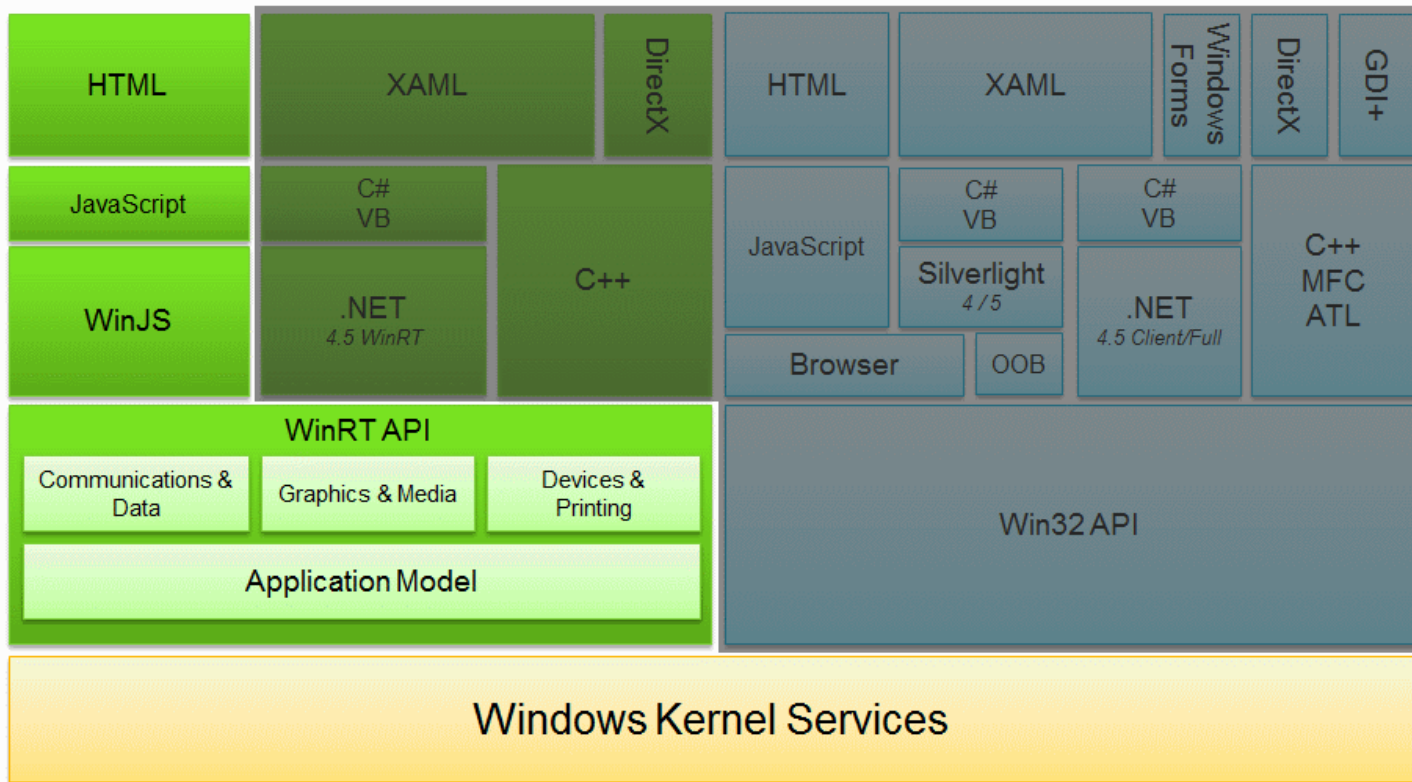 HTML
XAML
DirectX
HTML
XAML
Windows
Forms
DirectX
GDI+
JavaScript
C#
VB
C++
JavaScript
C#
VB
C#
VB
C++
MFC
ATL
WinJS
.NET
4.5 WinRT
Silverlight
4 / 5
.NET
4.5 Client/Full
Browser
OOB
WinRT API
Communications &
Data
Graphics & Media
Devices &
Printing
Application Model
Win32 API
Windows Kernel Services